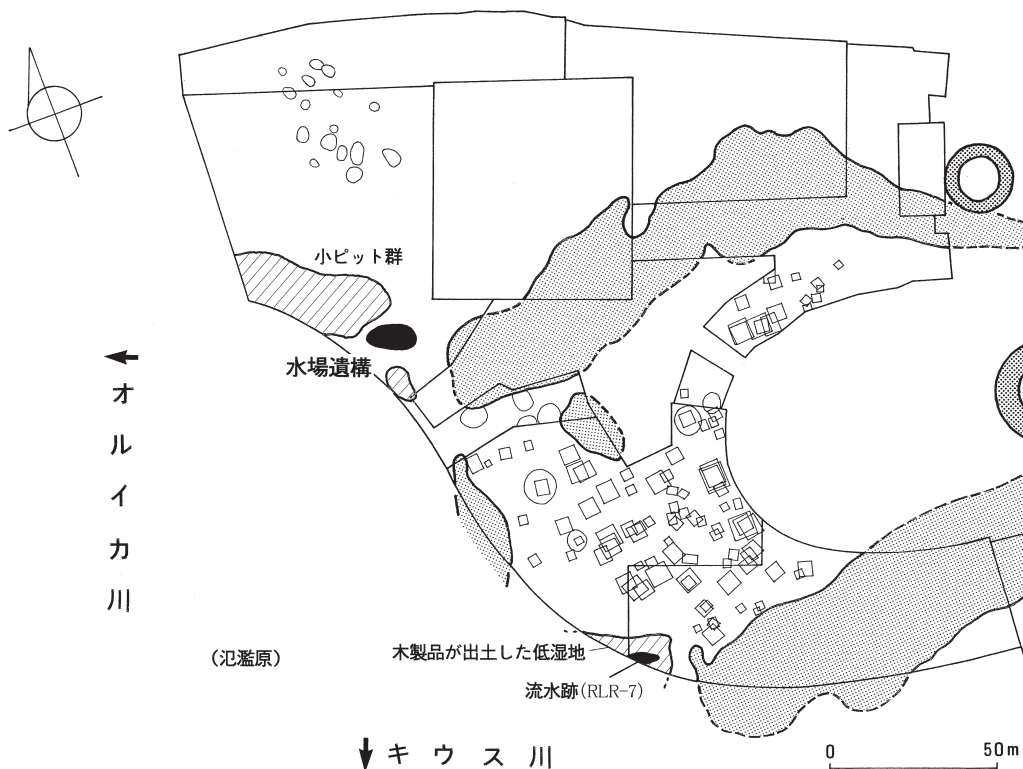 小ピット群
水場遺構
オルイカ川
(氾濫原)
木製品が出土した低湿地
流水跡(RLR-7)
キウス川
0 50m